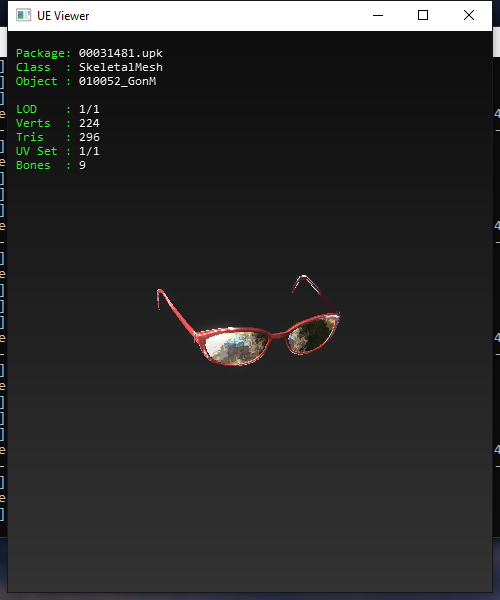 UE Viewer
Package: 00031481.upk
Class : SkeletalMesh
Object : 010052_GonM
LOD : 1/1
Verts : 224
Tris : 296
UV Set : 1/1
Bones : 9